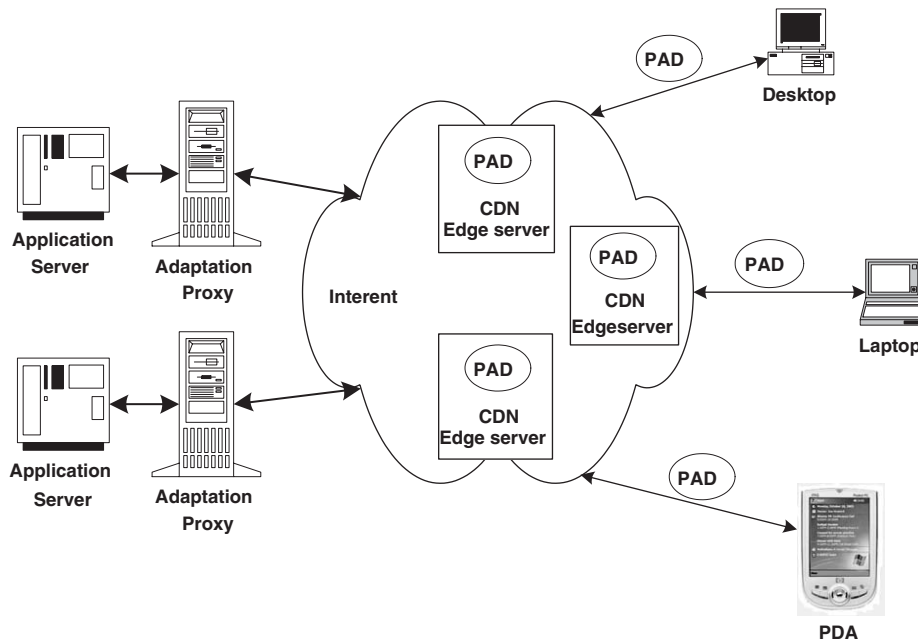 PAD
Desktop
PAD
CDN
Edge server
Application
Server
Adaptation
Proxy
Interent
PAD
CDN
Edgeserver
PAD
Laptop
PAD
CDN
Edge server
Application
Server
Adaptation
Proxy
PAD
PDA